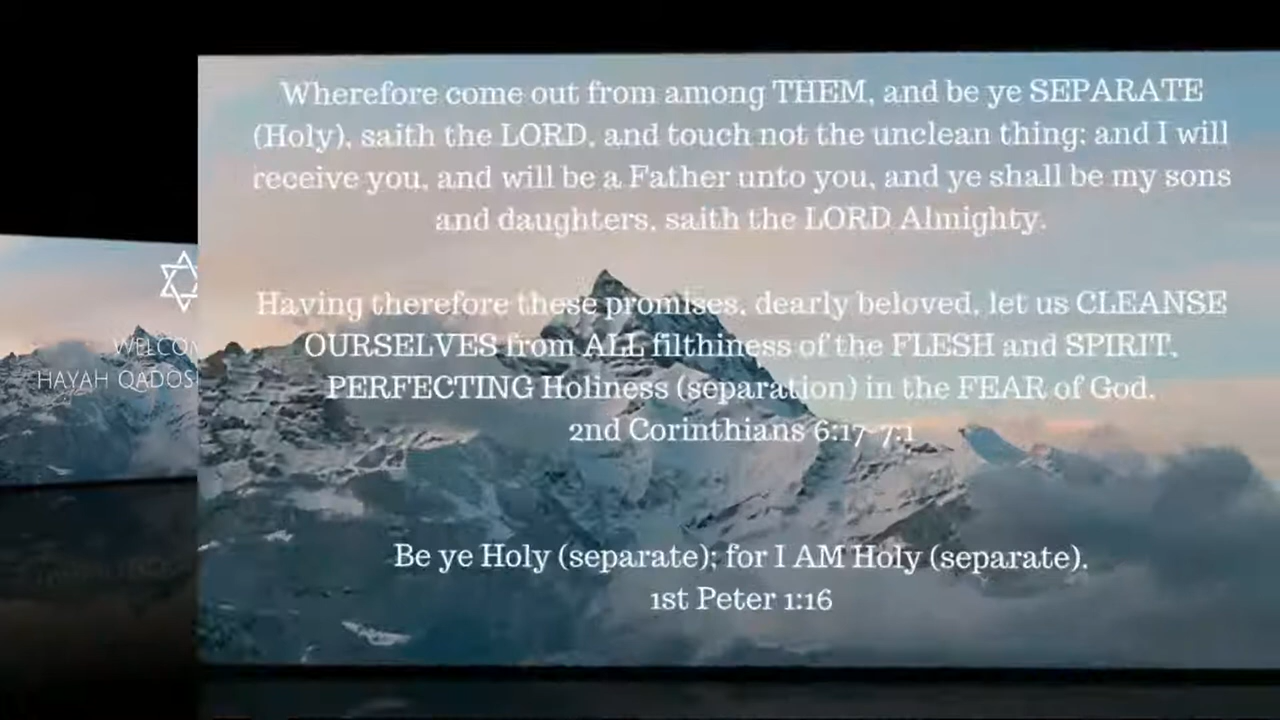 Wherefore come out from among THEM, and be ye SEPARATE
(Holy), saith the LORD, and touch not the unclean thing; and I will
receive you, and will be a Father unto you, and ye shall be my sons
and daughters, saith the LORD Almighty.
Having therefore these promises, dearly beloved, let us CLEANSE
OURSELVES from ALL filthiness of the FLESH and SPIRIT,
PERFECTING Holiness (separation) in the FEAR of God.
2nd Corinthians 6:17-7:1
Be ye Holy (separate); for I AM Holy (separate).
1st Peter 1:16
HAYAH